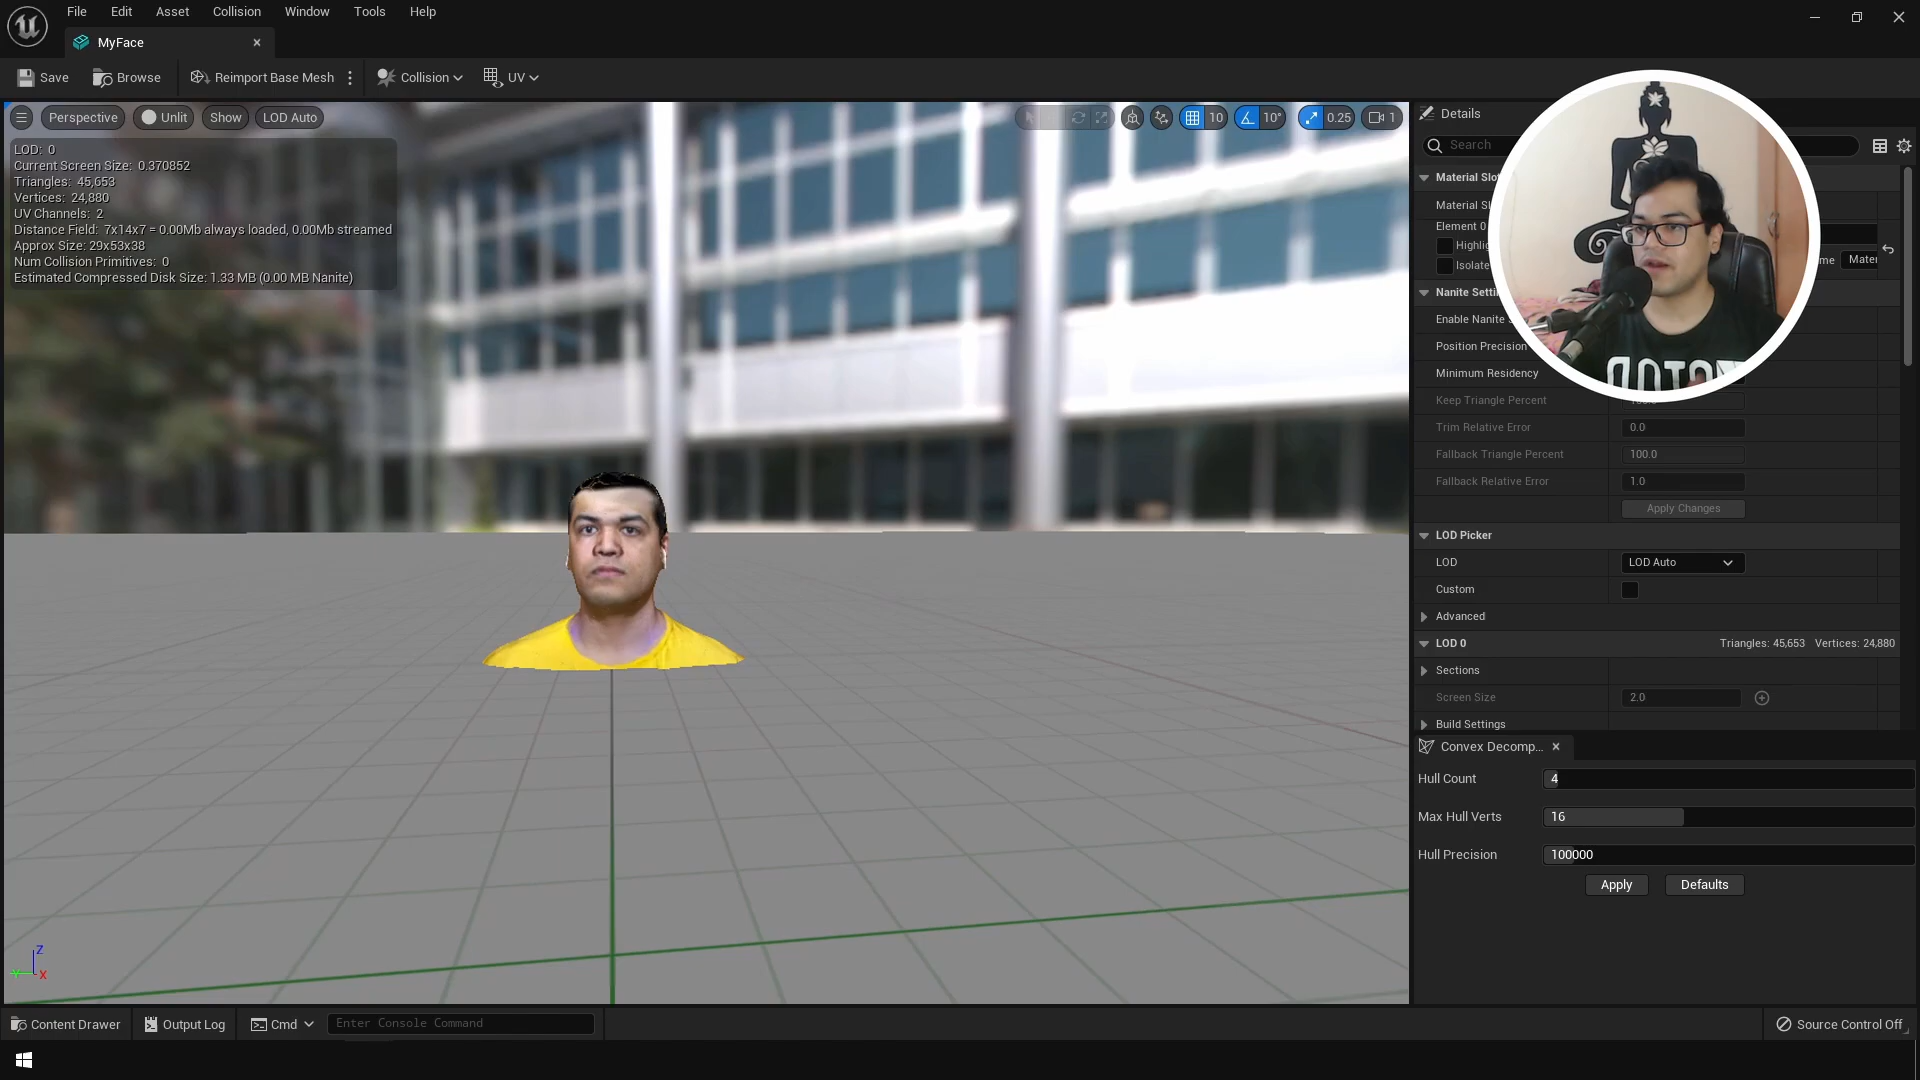 File Edit Asset Collision Window Tools Help
MyFace
Save Browse Reimport Base Mesh Collision UV
Perspective Unlit Show LOD Auto 10 10° 0.25 1
LOD: 0
Current Screen Size: 0.370852
Triangles: 45,653
Vertices: 24,880
UV Channels: 2
Distance Field: 7x14x7 = 0.00Mb always loaded, 0.00Mb streamed
Approx Size: 29x53x38
Num Collision Primitives: 0
Estimated Compressed Disk Size: 1.33 MB (0.00 MB Nanite)
Z
X
Details
Search
Material Slo
Material Sl
Element 0
Highli
Isolate
me Mater
Nanite Setti
Enable Nanite S
Position Precision
Minimum Residency
Keep Triangle Percent
Trim Relative Error 0.0
Fallback Triangle Percent 100.0
Fallback Relative Error 1.0
Apply Changes
LOD Picker
LOD LOD Auto
Custom
Advanced
LOD 0 Triangles: 45,653 Vertices: 24,880
Sections
Screen Size 2.0
Build Settings
Convex Decomp...
Hull Count 4
Max Hull Verts 16
Hull Precision 100000
Apply Defaults
Content Drawer Output Log Cmd Enter Console Command Source Control Off